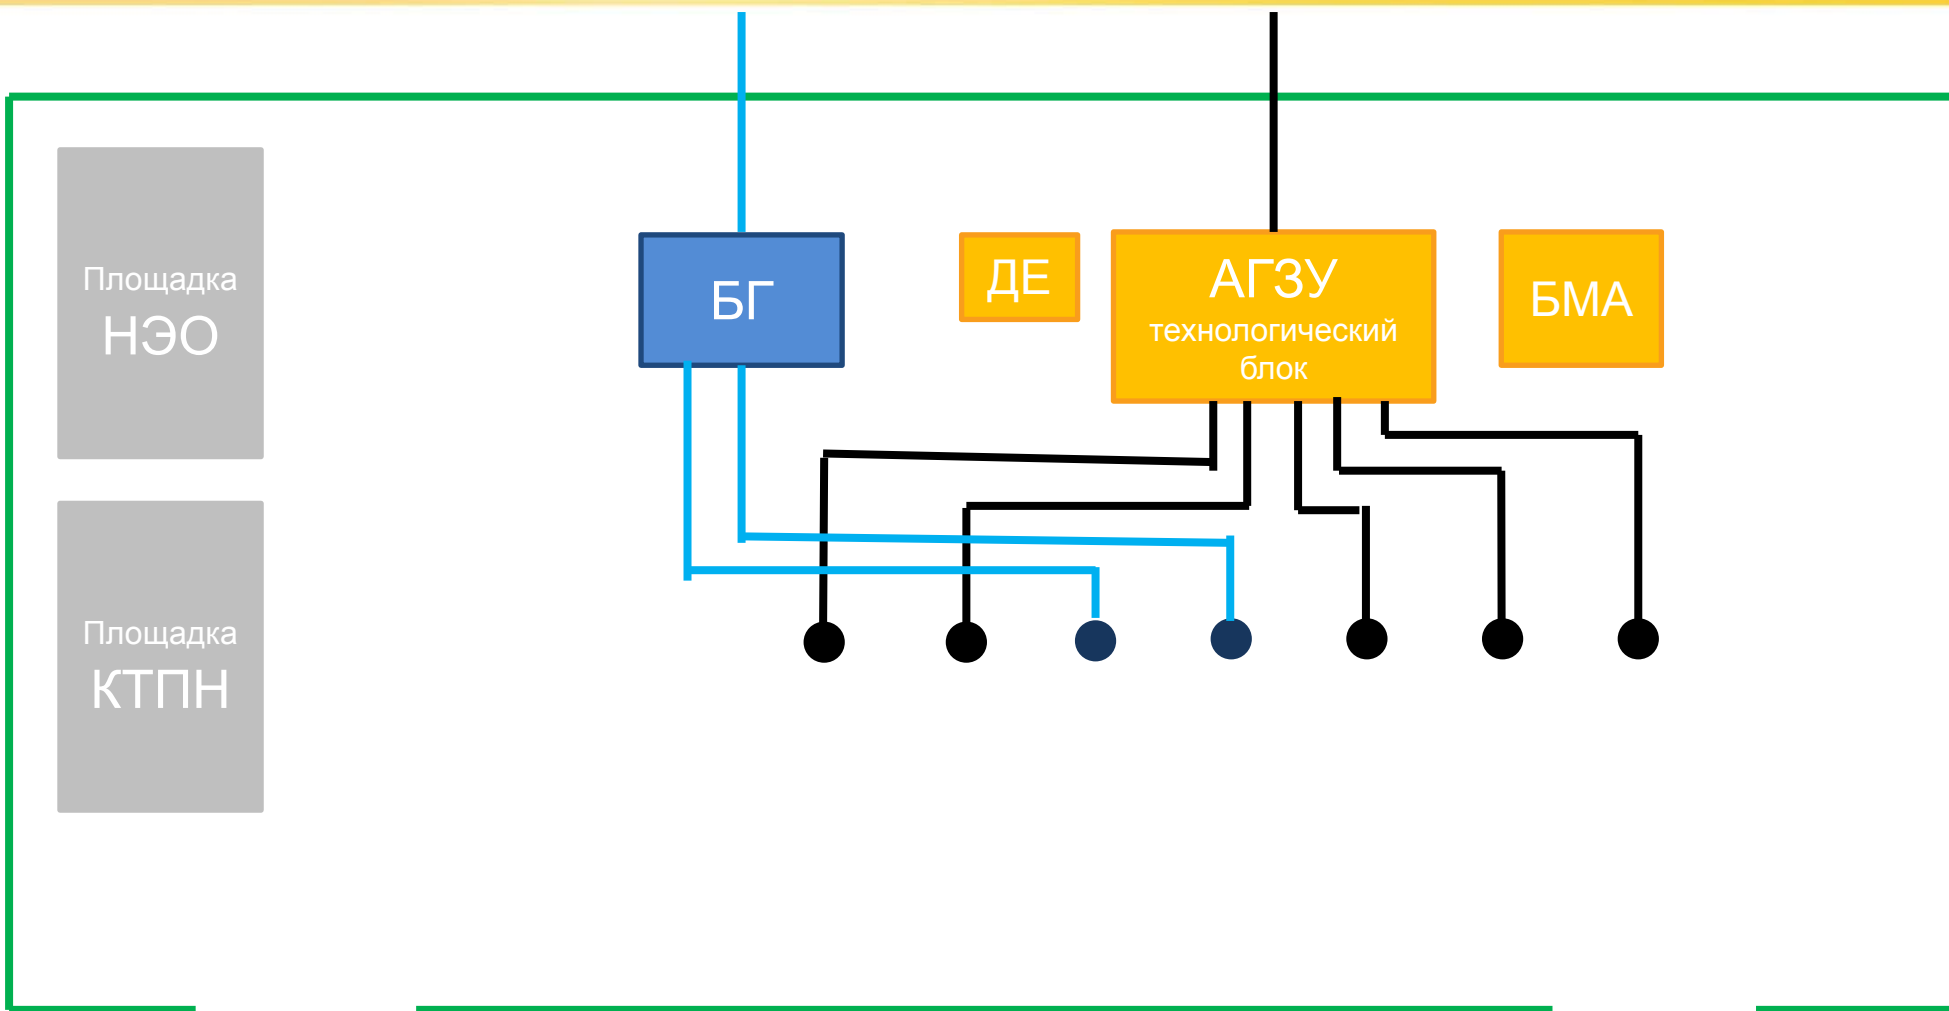 Площадка
НЭО
БГ
ДЕ
АГЗУ
технологический
блок
БМА
Площадка
КТПН